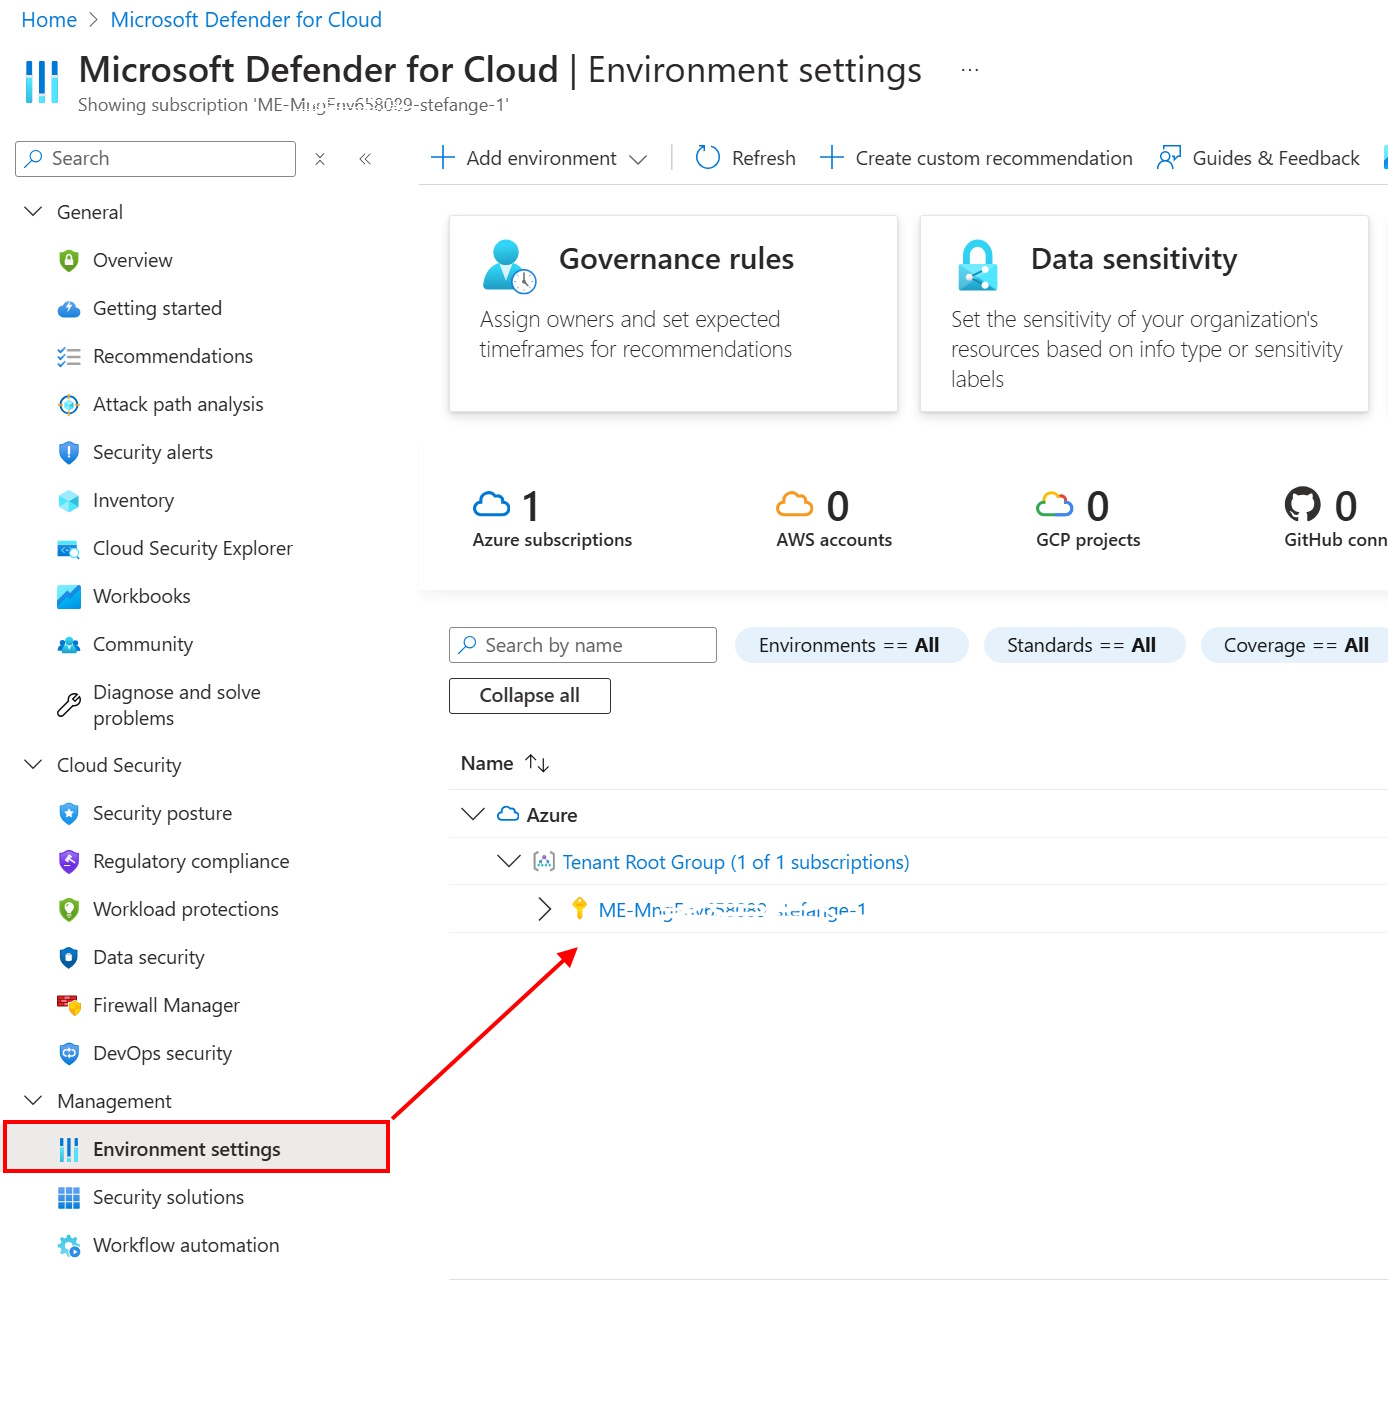 Home > Microsoft Defender for Cloud
Microsoft Defender for Cloud | Environment settings ...
Showing subscription -stefange-1'
Search
Add environment
Refresh
Create custom recommendation
Guides & Feedback
General
Overview
Getting started
Recommendations
Attack path analysis
Security alerts
Inventory
Cloud Security Explorer
Workbooks
Community
Diagnose and solve
problems
Cloud Security
Security posture
Regulatory compliance
Workload protections
Data security
Firewall Manager
DevOps security
Management
Environment settings
Security solutions
Workflow automation
Governance rules
Assign owners and set expected
timeframes for recommendations
Data sensitivity
Set the sensitivity of your organization's
resources based on info type or sensitivity
labels
1
Azure subscriptions
0
AWS accounts
0
GCP projects
0
GitHub conn
Search by name
Environments == All
Standards == All
Coverage == All
Collapse all
Name
Azure
Tenant Root Group (1 of 1 subscriptions)